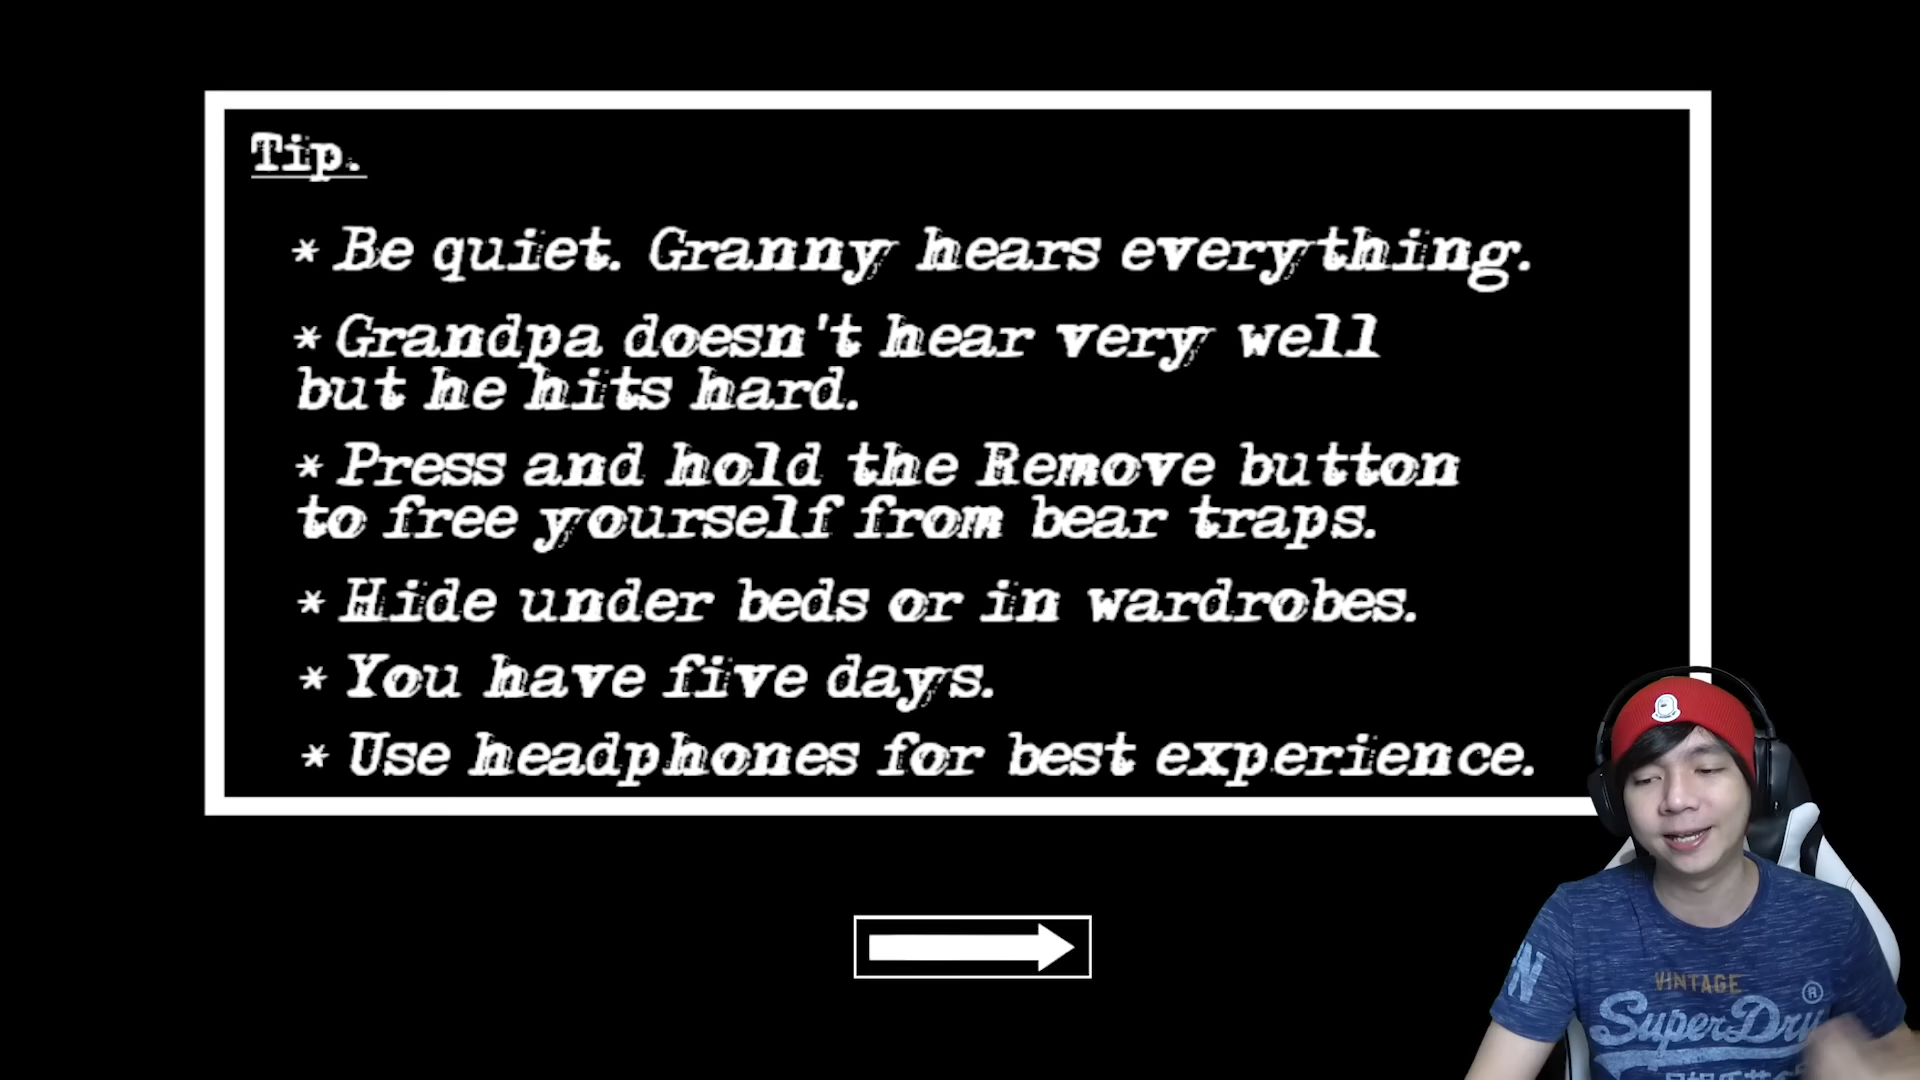 Tip.
* Be quiet. Granny hears everything.
* Grandpa doesn't hear very well
but he hits hard.
* Press and hold the Remove button
to free yourself from bear traps.
* Hide under beds or in wardrobes.
* You have five days.
* Use headphones for best experience.
N
VINTAGE
SuperDry ®